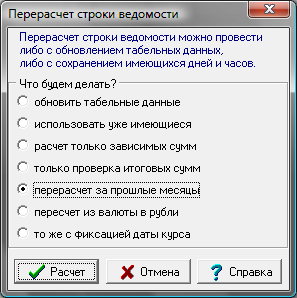 Перерасчет строки ведомости
Перерасчет строки ведомости можно провести
либо с обновлением табельных данных,
либо с сохранением имеющихся дней и часов.
Что будем делать?
обновить табельные данные
использовать уже имеющиеся
расчет только зависимых сумм
только проверка итоговых сумм
перерасчет за прошлые месяцы
пересчет из валюты в рубли
то же с фиксацией даты курса
Расчет
Отмена
? Справка